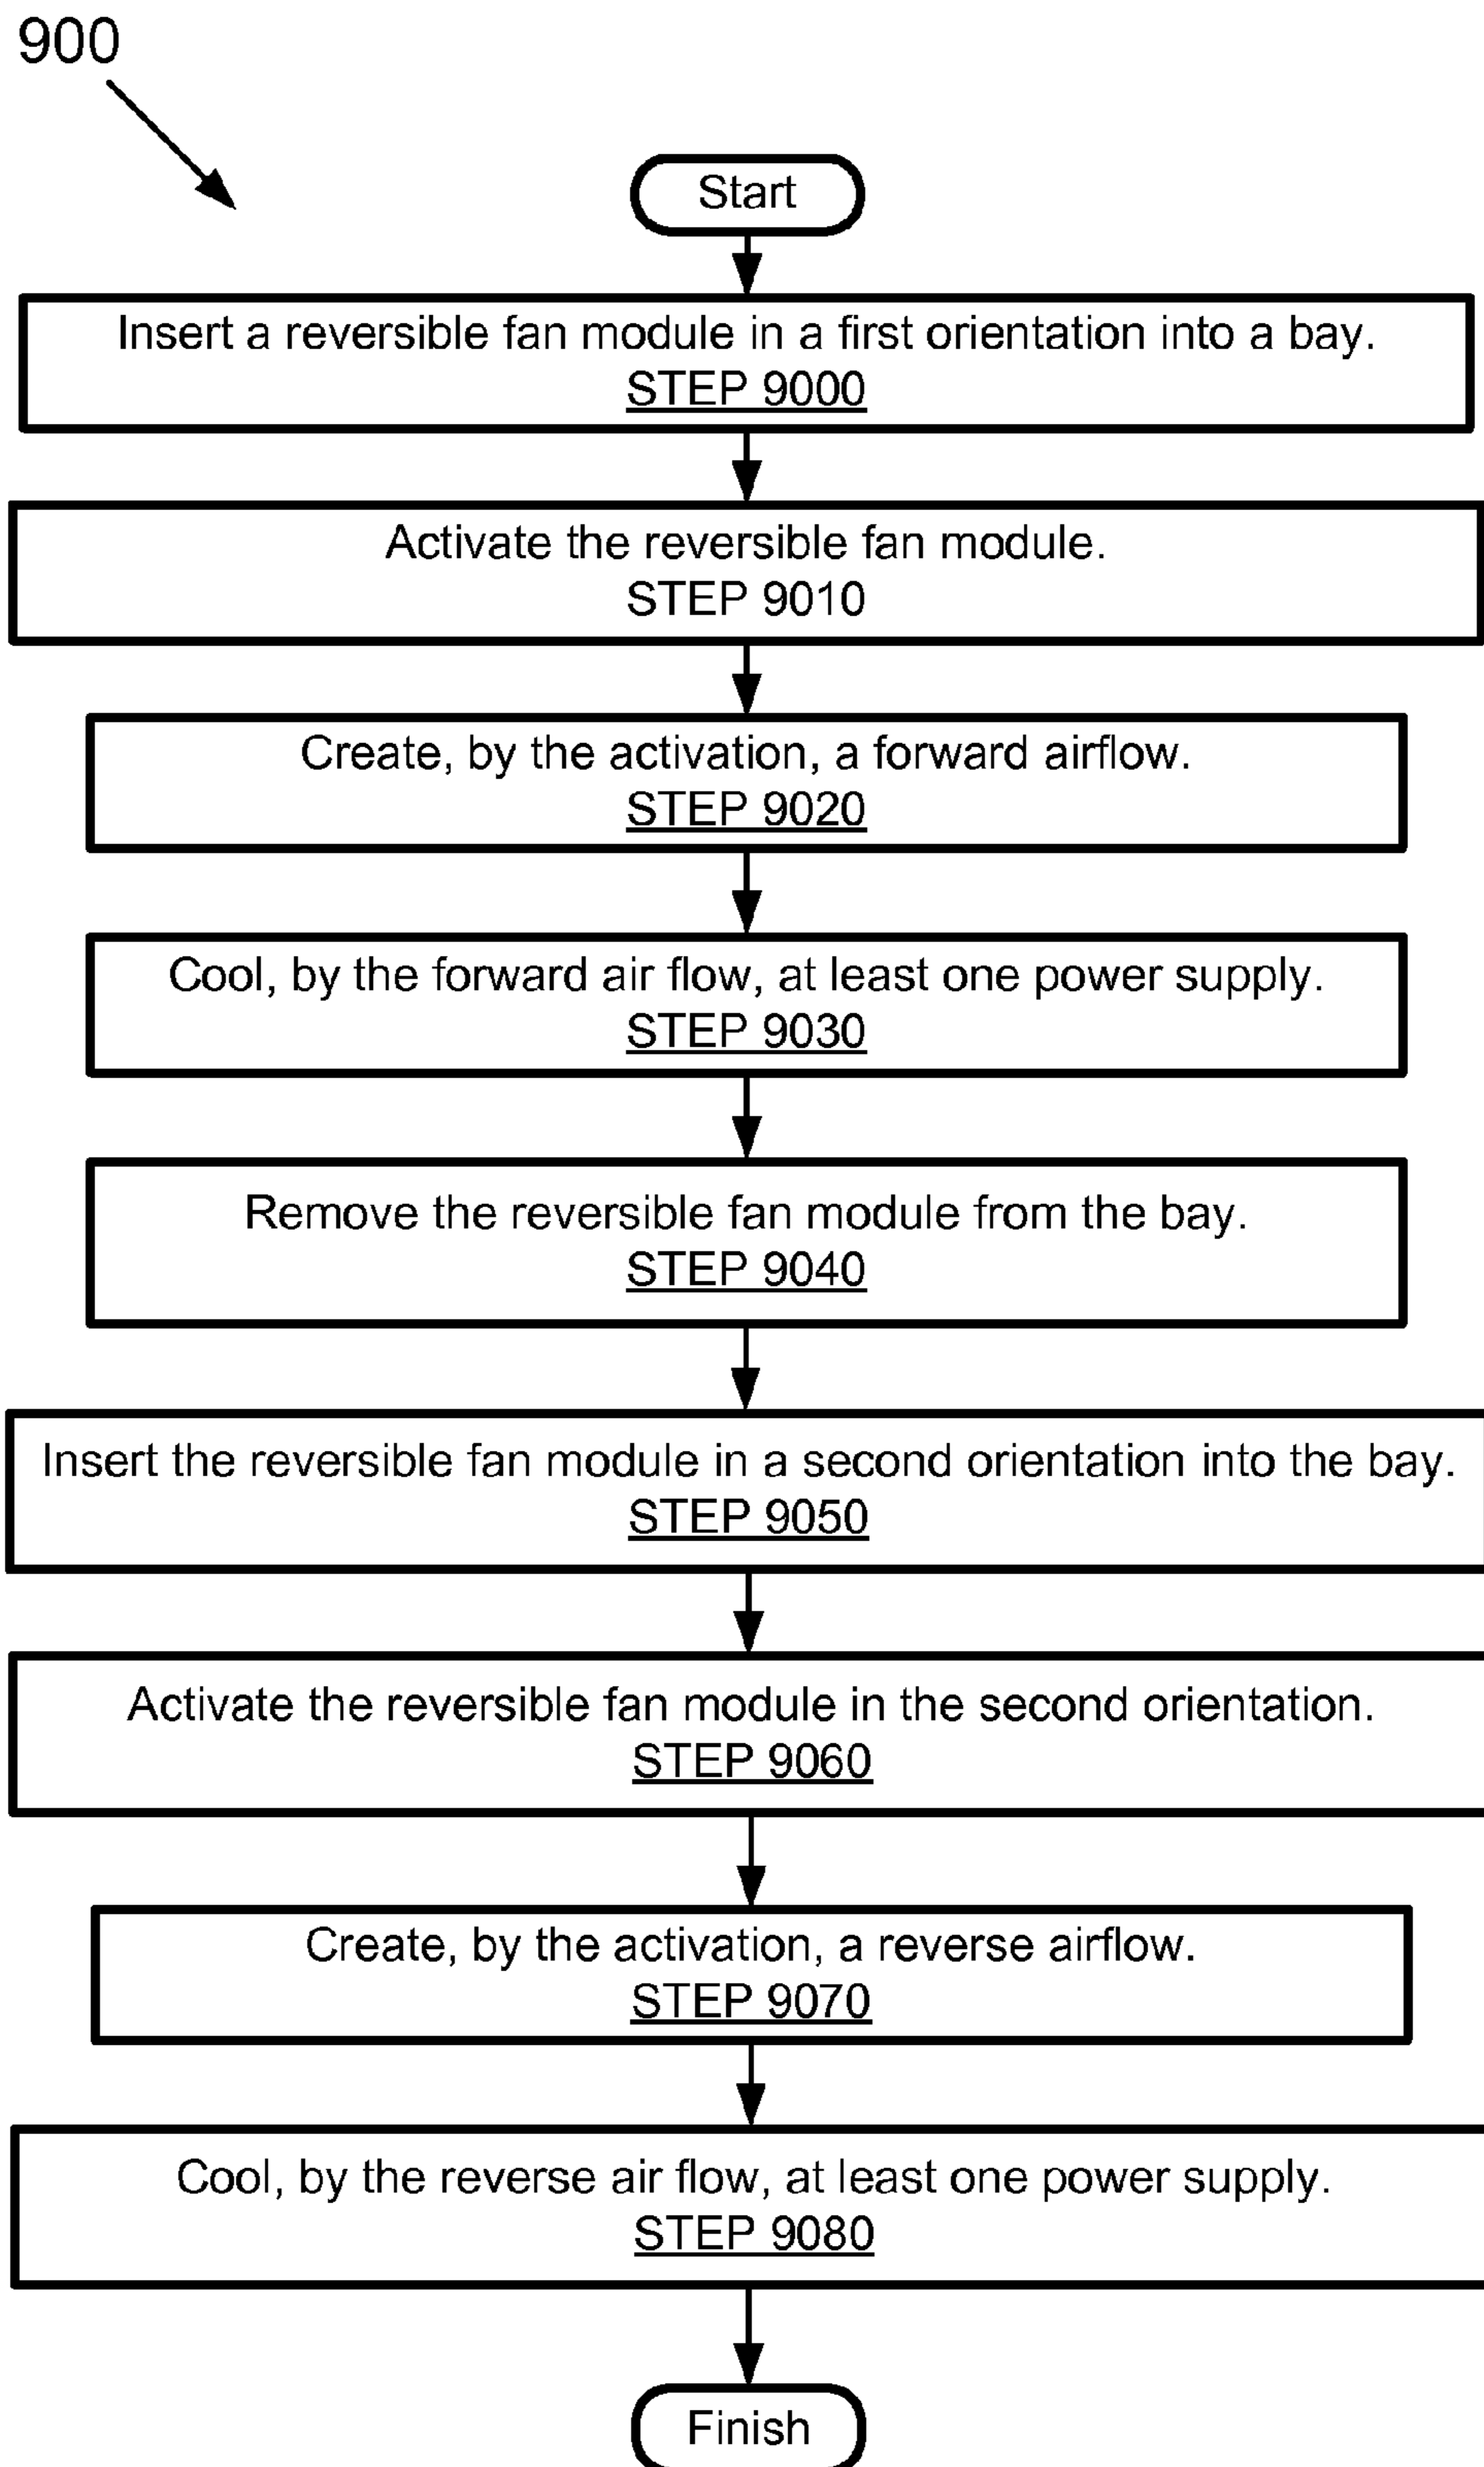 900
Start
Insert a reversible fan module in a first orientation into a bay.
STEP 9000
Activate the reversible fan module.
STEP 9010
Create, by the activation, a forward airflow.
STEP 9020
Cool, by the forward air flow, at least one power supply.
STEP 9030
Remove the reversible fan module from the bay.
STEP 9040
Insert the reversible fan module in a second orientation into the bay.
STEP 9050
Activate the reversible fan module in the second orientation.
STEP 9060
Create, by the activation, a reverse airflow.
STEP 9070
Cool, by the reverse air flow, at least one power supply.
STEP 9080
Finish